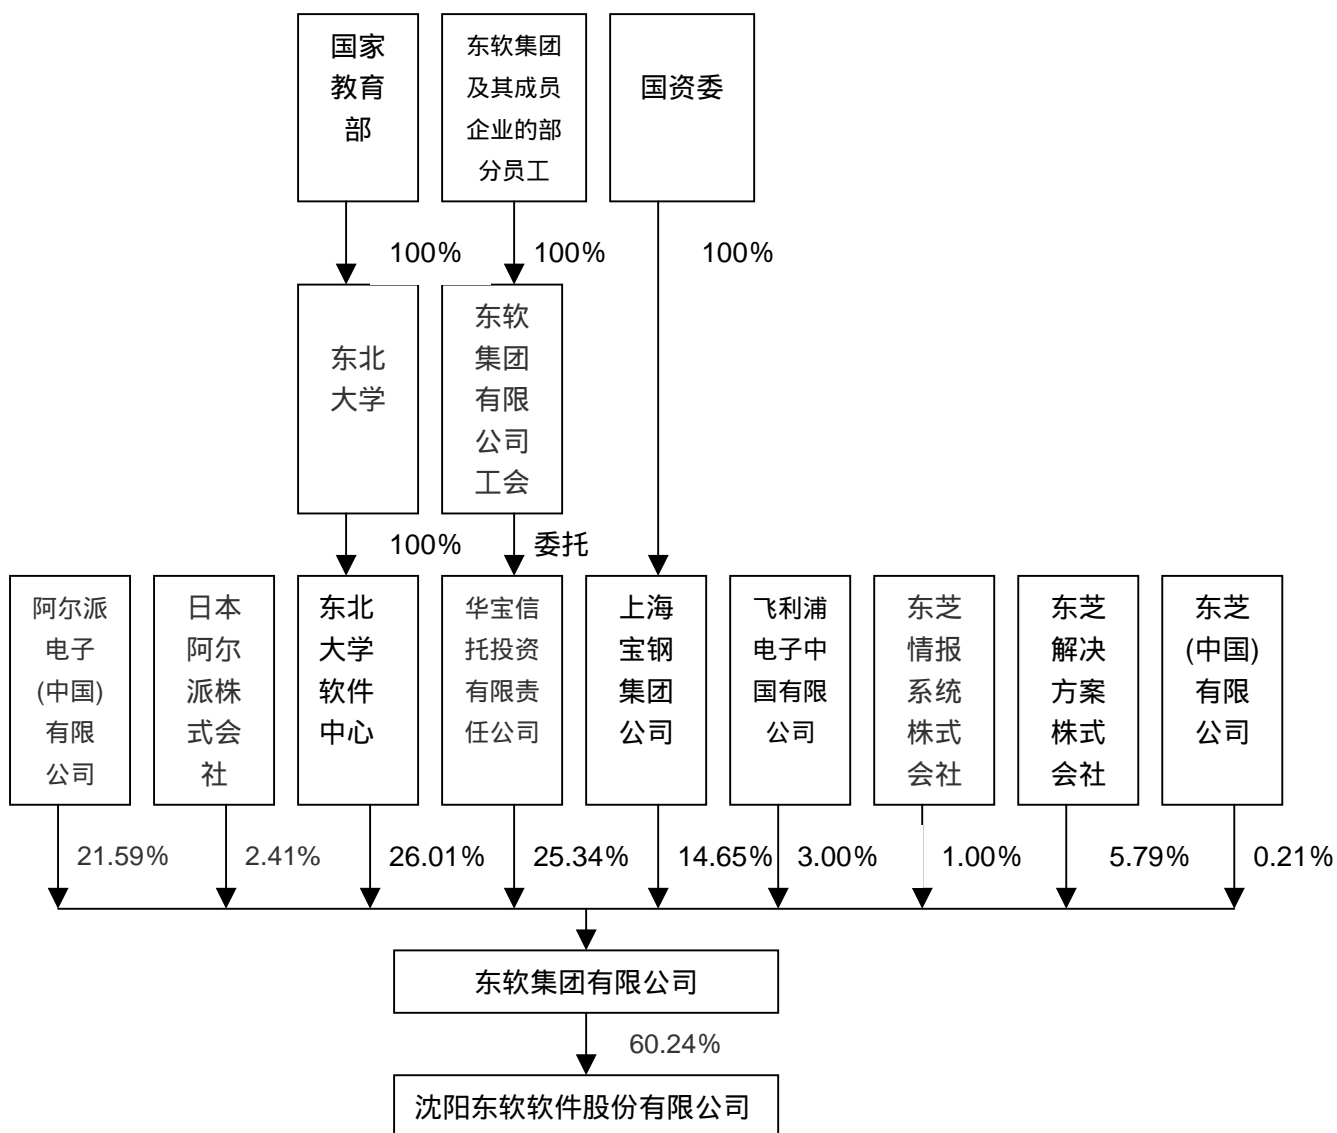 国家
教育
部
东软集团
及其成员
企业的部
分员工
国资委
100%
100%
100%
东北
大学
东软
集团
有限
公司
工会
100%
委托
阿尔派
电子
(中国)
有限
公司
日本
阿尔
派株
式会
社
东北
大学
软件
中心
华宝信
托投资
有限责
任公司
上海
宝钢
集团
公司
飞利浦
电子中
国有限
公司
东芝
情报
系统
株式
会社
东芝
解决
方案
株式
会社
东芝
(中国)
有限
公司
21.59%
2.41%
26.01%
25.34%
14.65%
3.00%
1.00%
5.79%
0.21%
东软集团有限公司
60.24%
沈阳东软软件股份有限公司